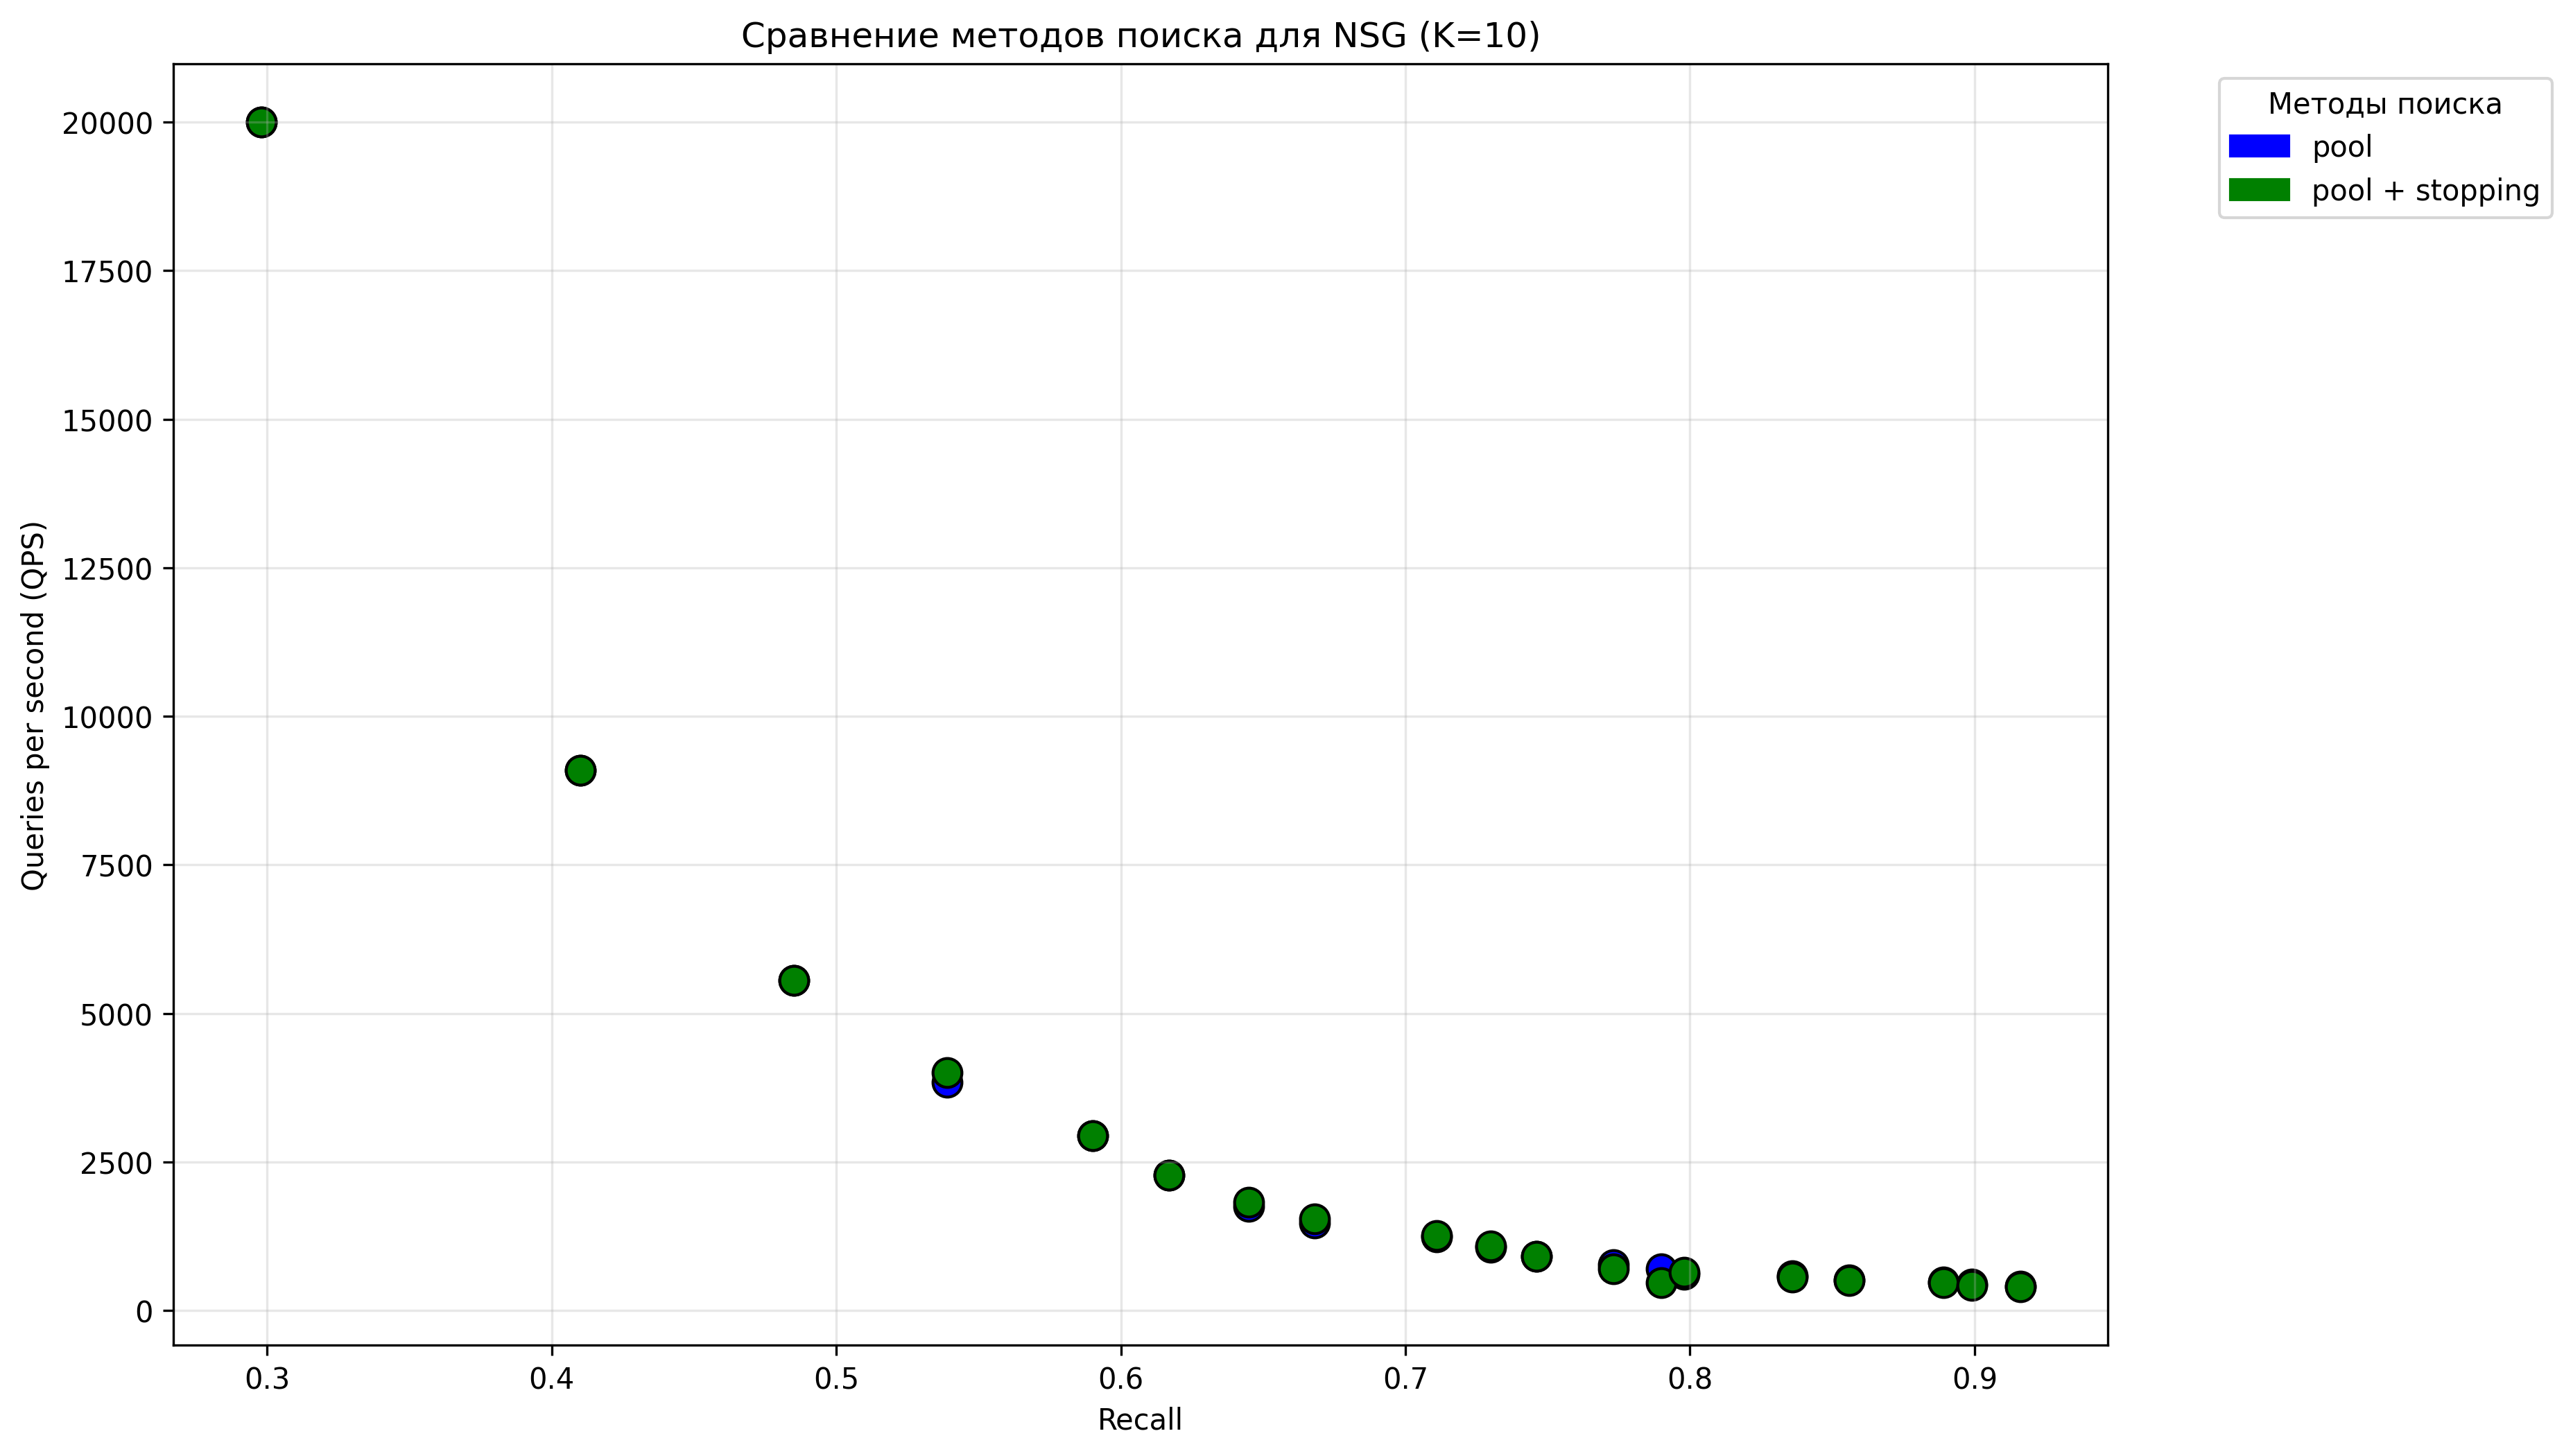 Сравнение методов поиска для NSG (K=10)
Методы поиска
pool
pool + stopping
Queries per second (QPS)
20000
17500
15000
12500
10000
7500
5000
2500
0
0.3 0.4 0.5 0.6 0.7 0.8 0.9
Recall